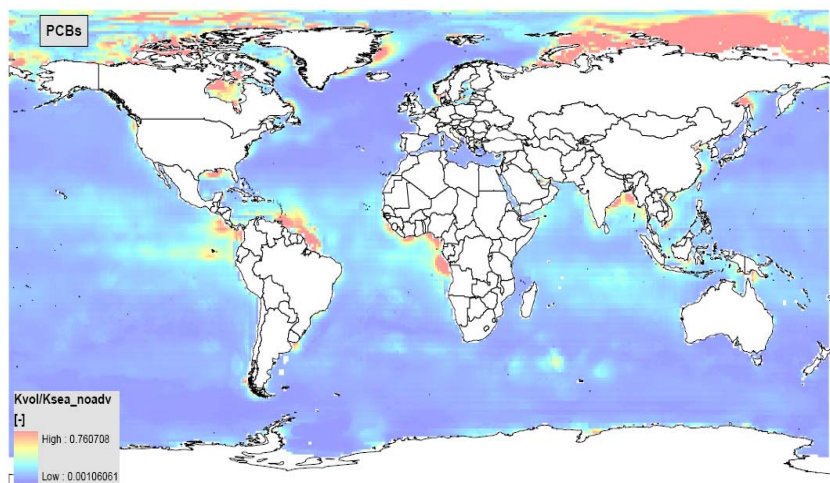 PCBs
Kvol/Ksea_noadv
[-]
High : 0.760708
Low : 0.00106061